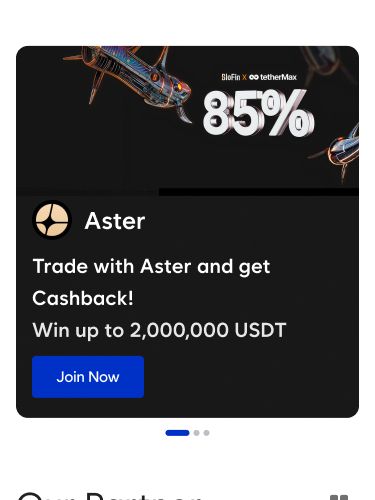 BloFin X tetherMax
85%
Aster
Trade with Aster and get
Cashback!
Win up to 2,000,000 USDT
Join Now